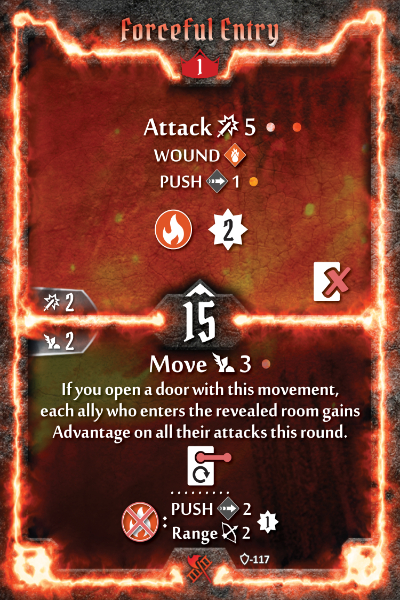 Forceful Entry
1
Attack 5
WOUND
PUSH 1
2
2
15
2
Move 3
If you open a door with this movement,
each ally who enters the revealed room gains
Advantage on all their attacks this round.
: PUSH 2
Range 2
1
-117